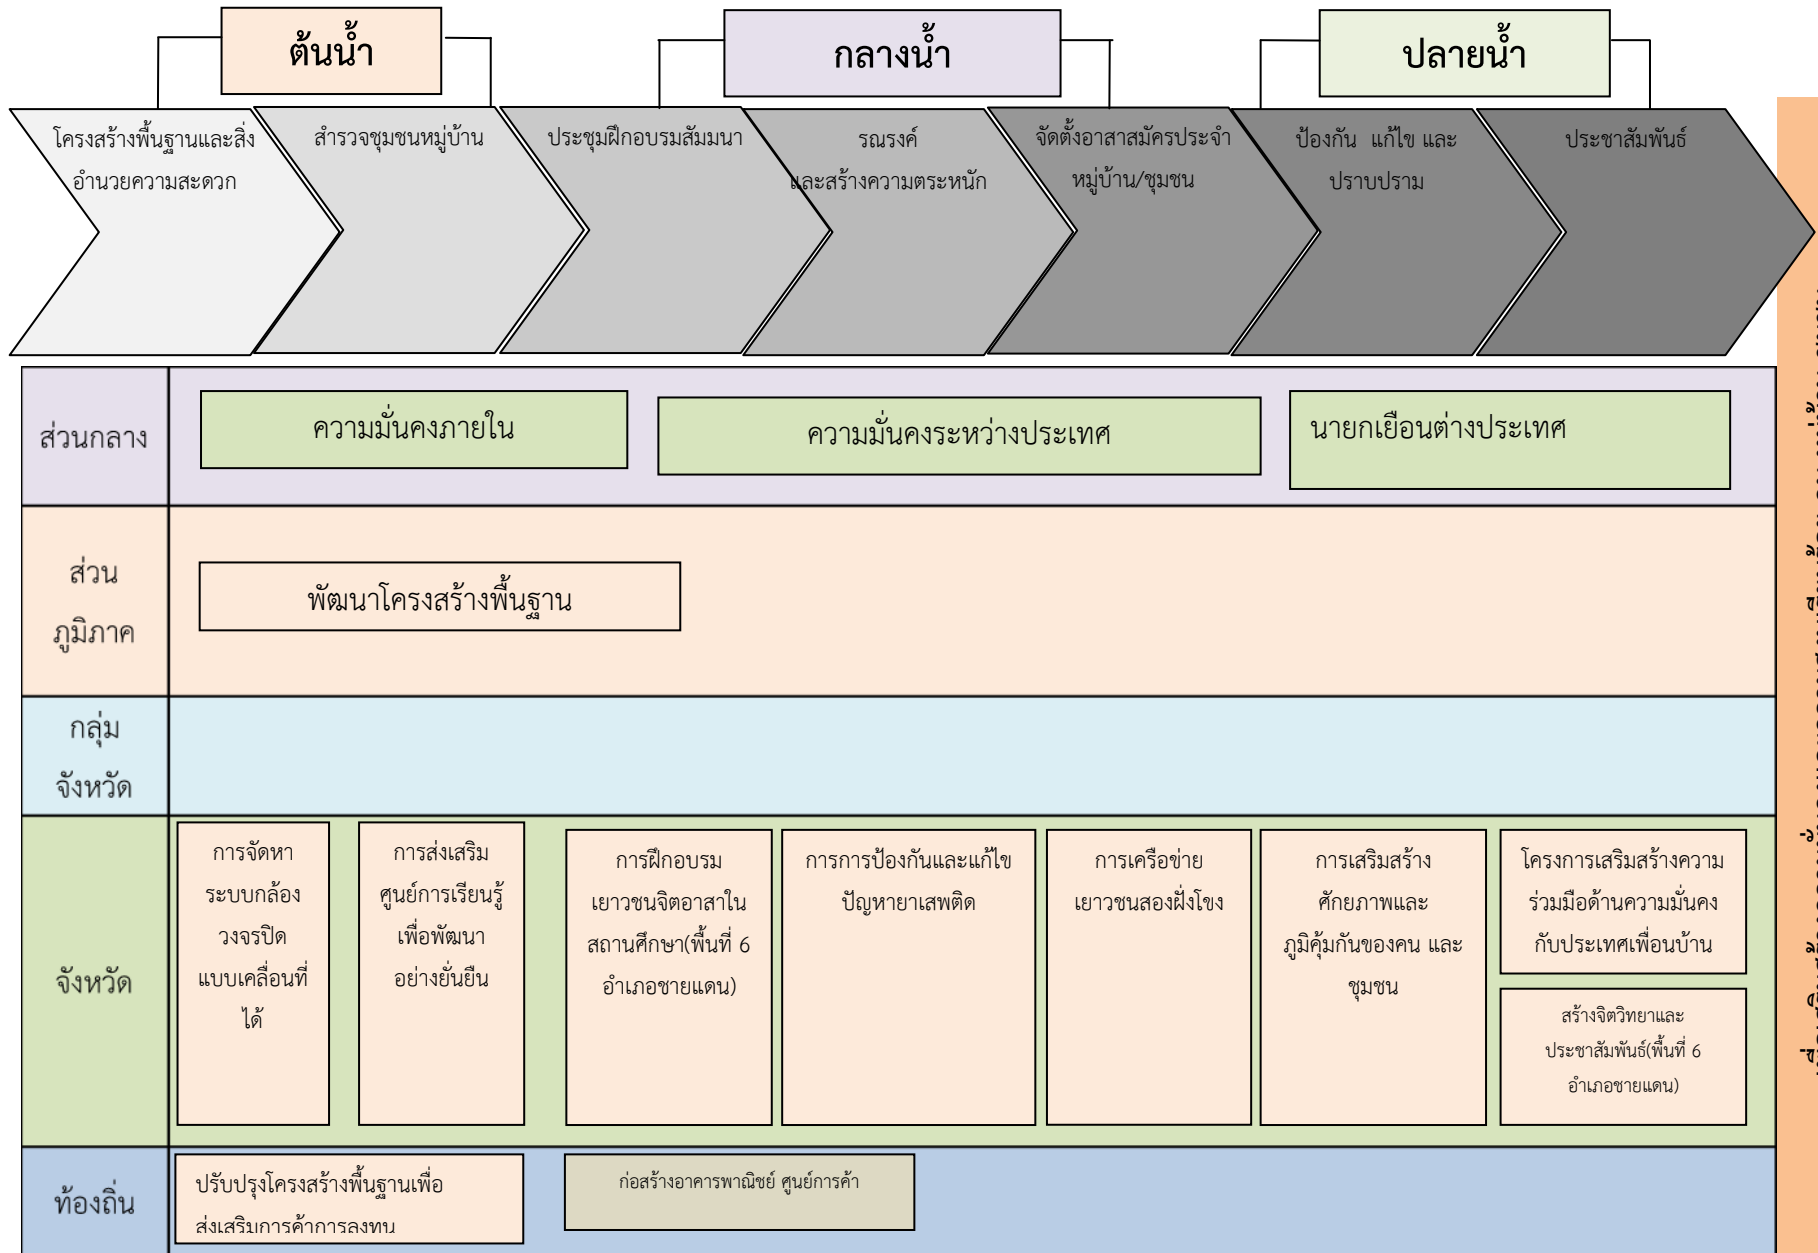 ต้นน้ำ
กลางน้ำ
ปลายน้ำ
โครงสร้างพื้นฐานและสิ่ง
อำนวยความสะดวก
สำรวจชุมชนหมู่บ้าน
ประชุมฝึกอบรมสัมมนา
รณรงค์
และสร้างความตระหนัก
จัดตั้งอาสาสมัครประจำ
หมู่บ้าน/ชุมชน
ป้องกัน แก้ไข และ
ปราบปราม
ประชาสัมพันธ์
ส่วนกลาง
ความมั่นคงภายใน
ความมั่นคงระหว่างประเทศ
นายกเยือนต่างประเทศ
ส่วน
ภูมิภาค
พัฒนาโครงสร้างพื้นฐาน
กลุ่ม
จังหวัด
จังหวัด
การจัดหา
ระบบกล้อง
วงจรปิด
แบบเคลื่อนที่
ได้
การส่งเสริม
ศูนย์การเรียนรู้
เพื่อพัฒนา
อย่างยั่นยืน
การฝึกอบรม
เยาวชนจิตอาสาใน
สถานศึกษา(พื้นที่ 6
อำเภอชายแดน)
การการป้องกันและแก้ไข
ปัญหายาเสพติด
การเครือข่าย
เยาวชนสองฝั่งโขง
การเสริมสร้าง
ศักยภาพและ
ภูมิคุ้มกันของคน และ
ชุมชน
โครงการเสริมสร้างความ
ร่วมมือด้านความมั่นคง
กับประเทศเพื่อนบ้าน
สร้างจิตวิทยาและ
ประชาสัมพันธ์(พื้นที่ 6
อำเภอชายแดน)
ท้องถิ่น
ปรับปรุงโครงสร้างพื้นฐานเพื่อ
ส่งเสริมการค้าการลงทุน
ก่อสร้างอาคารพาณิชย์ ศูนย์การค้า